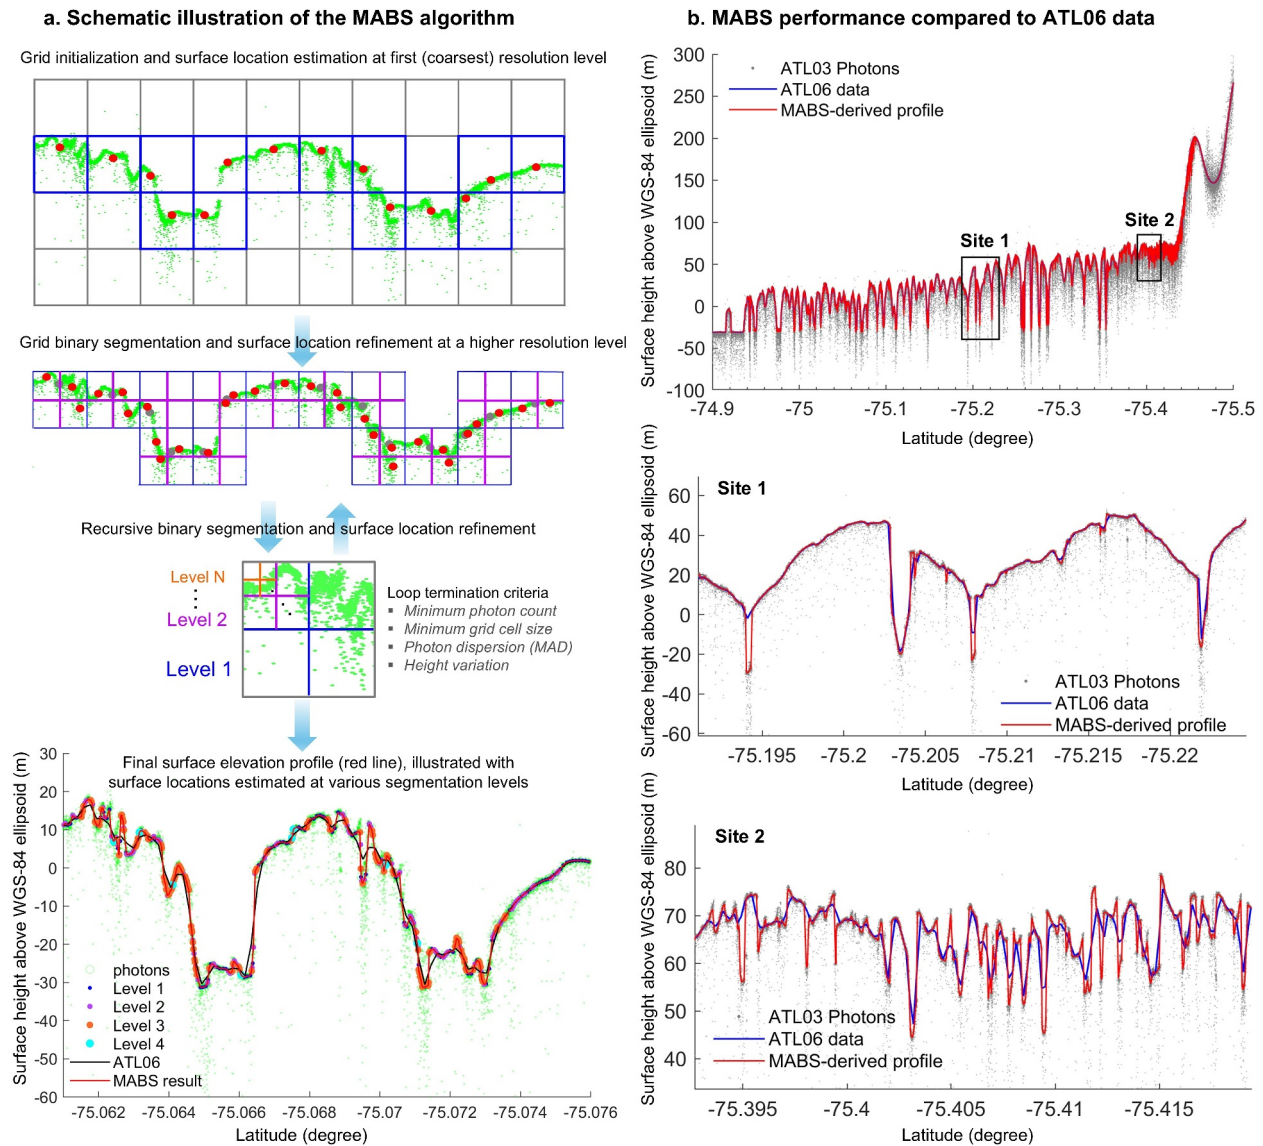 a. Schematic illustration of the MABS algorithm
Grid initialization and surface location estimation at first (coarsest) resolution level
Grid binary segmentation and surface location refinement at a higher resolution level
Recursive binary segmentation and surface location refinement
Level N
Level 2
Level 1
Loop termination criteria
Minimum photon count
Minimum grid cell size
Photon dispersion (MAD)
Height variation
Final surface elevation profile (red line), illustrated with
surface locations estimated at various segmentation levels
Surface height above WGS-84 ellipsoid (m)
30
20
10
0
-10
-20
-30
-40
-50
-60
photons
Level 1
Level 2
Level 3
Level 4
ATL06
MABS result
-75.062 -75.064 -75.066 -75.068 -75.07 -75.072 -75.074 -75.076
Latitude (degree)
b. MABS performance compared to ATL06 data
Surface height above WGS-84 ellipsoid (m)
300
250
200
150
100
50
0
-50
-100
ATL03 Photons
ATL06 data
MABS-derived profile
Site 1
Site 2
-74.9 -75 -75.1 -75.2 -75.3 -75.4 -75.5
Latitude (degree)
Surface height above WGS-84 ellipsoid (m)
Site 1
60
40
20
0
-20
-40
-60
ATL03 Photons
ATL06 data
MABS-derived profile
-75.195 -75.2 -75.205 -75.21 -75.215 -75.22
Latitude (degree)
Surface height above WGS-84 ellipsoid (m)
Site 2
80
70
60
50
40
ATL03 Photons
ATL06 data
MABS-derived profile
-75.395 -75.4 -75.405 -75.41 -75.415
Latitude (degree)